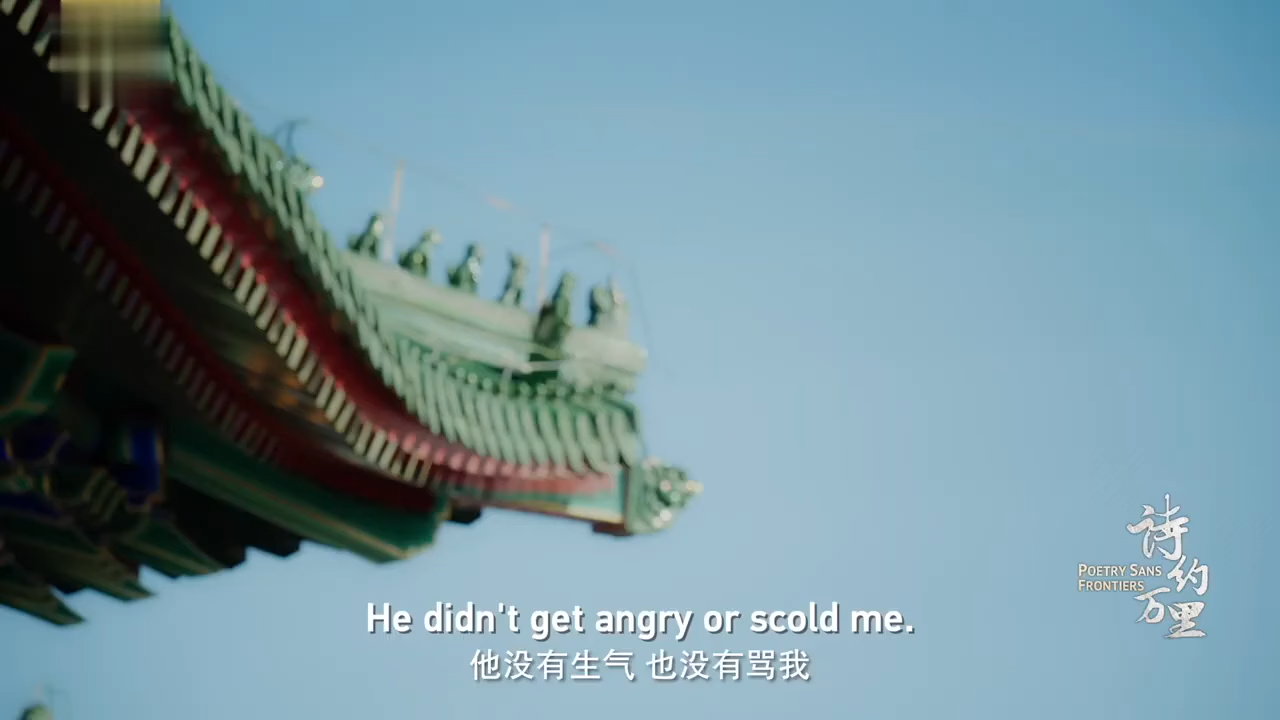 诗约万里
POETRY SANS
FRONTIERS
He didn't get angry or scold me.
他没有生气 也没有骂我